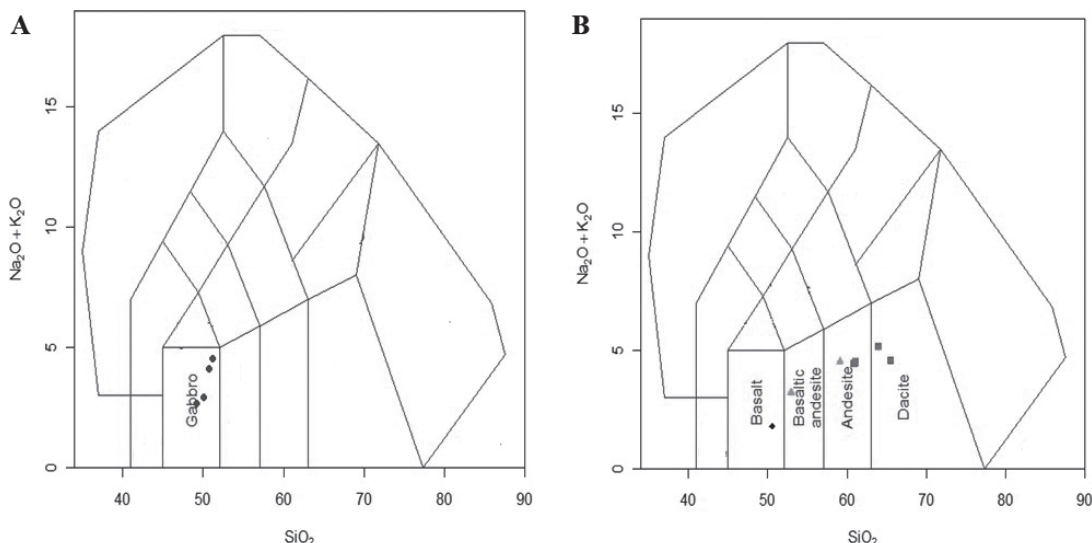 A
Na₂O + K₂O
15
10
5
0
Gabbro
40 50 60 70 80 90
SiO₂
B
Na₂O + K₂O
15
10
5
0
Basalt
Basaltic
andesite
Andesite
Dacite
40 50 60 70 80 90
SiO₂